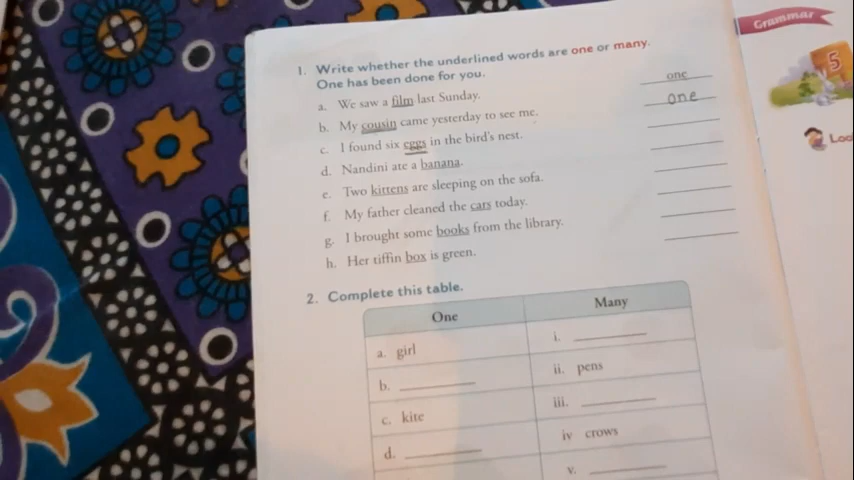 Grammar
5
Loo
1. Write whether the underlined words are one or many.
One has been done for you.
a. We saw a film last Sunday. one
b. My cousin came yesterday to see me. one
c. I found six eggs in the bird's nest.
d. Nandini ate a banana.
e. Two kittens are sleeping on the sofa.
f. My father cleaned the cars today.
g. I brought some books from the library.
h. Her tiffin box is green.
2. Complete this table.
One Many
a. girl i.
b. ii. pens
c. kite iii.
d. iv crows
v.